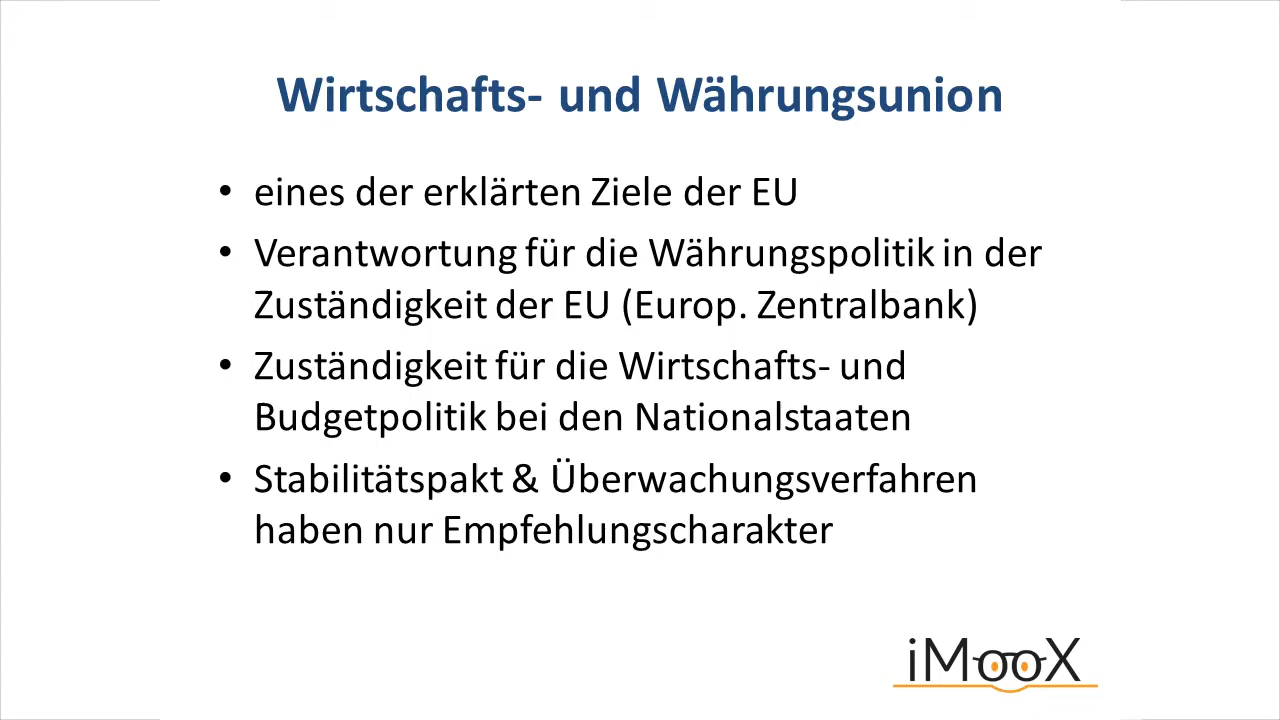 Wirtschafts- und Währungsunion
• eines der erklärten Ziele der EU
• Verantwortung für die Währungspolitik in der
Zuständigkeit der EU (Europ. Zentralbank)
• Zuständigkeit für die Wirtschafts- und
Budgetpolitik bei den Nationalstaaten
• Stabilitätspakt & Überwachungsverfahren
haben nur Empfehlungscharakter
iMooX